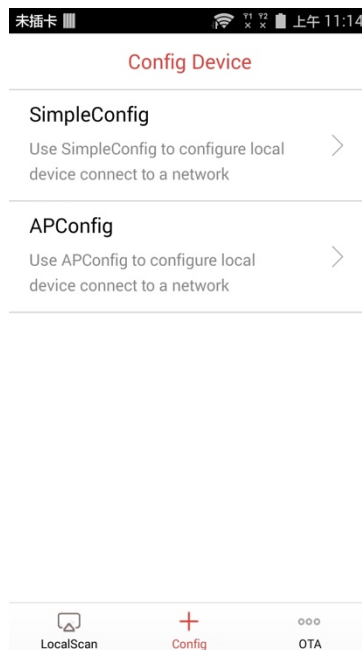 未插卡 上午 11:14
Config Device
SimpleConfig
Use SimpleConfig to configure local
device connect to a network
APConfig
Use APConfig to configure local
device connect to a network
LocalScan Config OTA